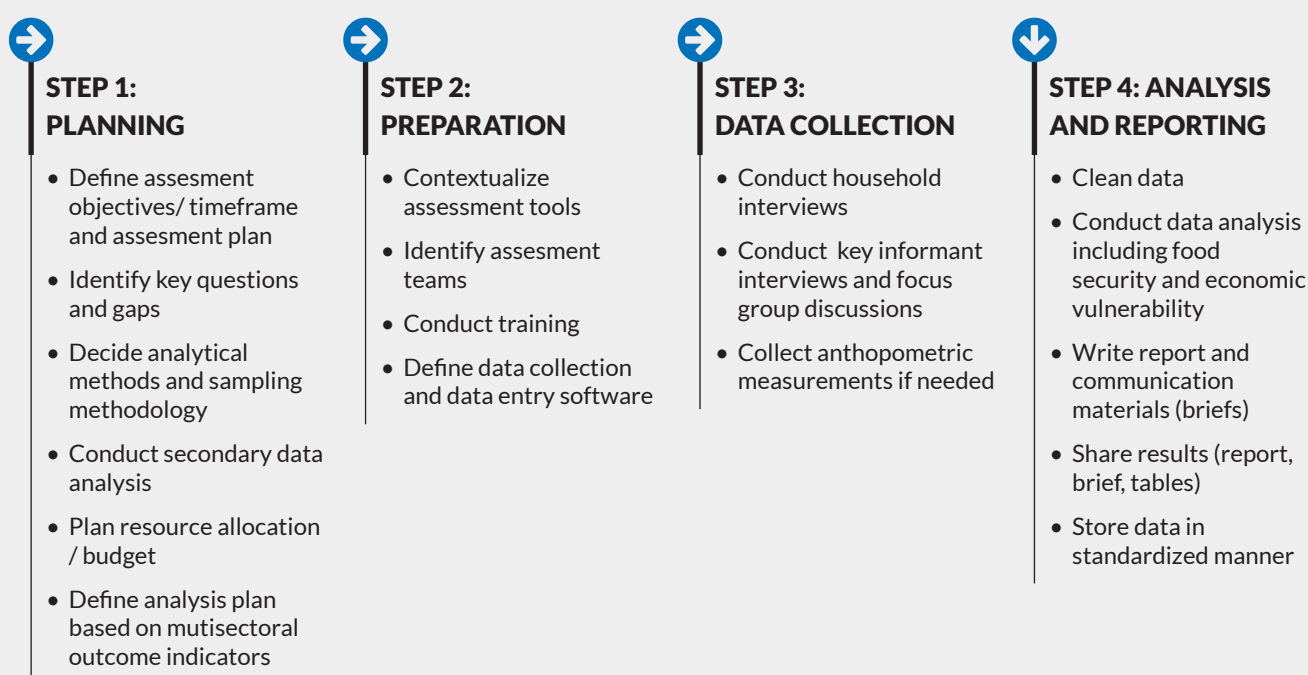 STEP 1:
PLANNING
• Define assesment
objectives/ timeframe
and assesment plan
• Identify key questions
and gaps
• Decide analytical
methods and sampling
methodology
• Conduct secondary data
analysis
• Plan resource allocation
/ budget
• Define analysis plan
based on mutisectoral
outcome indicators
STEP 2:
PREPARATION
• Contextualize
assessment tools
• Identify assesment
teams
• Conduct training
• Define data collection
and data entry software
STEP 3:
DATA COLLECTION
• Conduct household
interviews
• Conduct key informant
interviews and focus
group discussions
• Collect anthopometric
measurements if needed
STEP 4: ANALYSIS
AND REPORTING
• Clean data
• Conduct data analysis
including food
security and economic
vulnerability
• Write report and
communication
materials (briefs)
• Share results (report,
brief, tables)
• Store data in
standardized manner